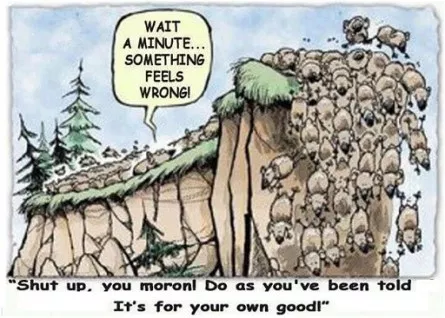 WAIT
A MINUTE...
SOMETHING
FEELS
WRONG!
"Shut up, you moron! Do as you've been told
It's for your own good!"